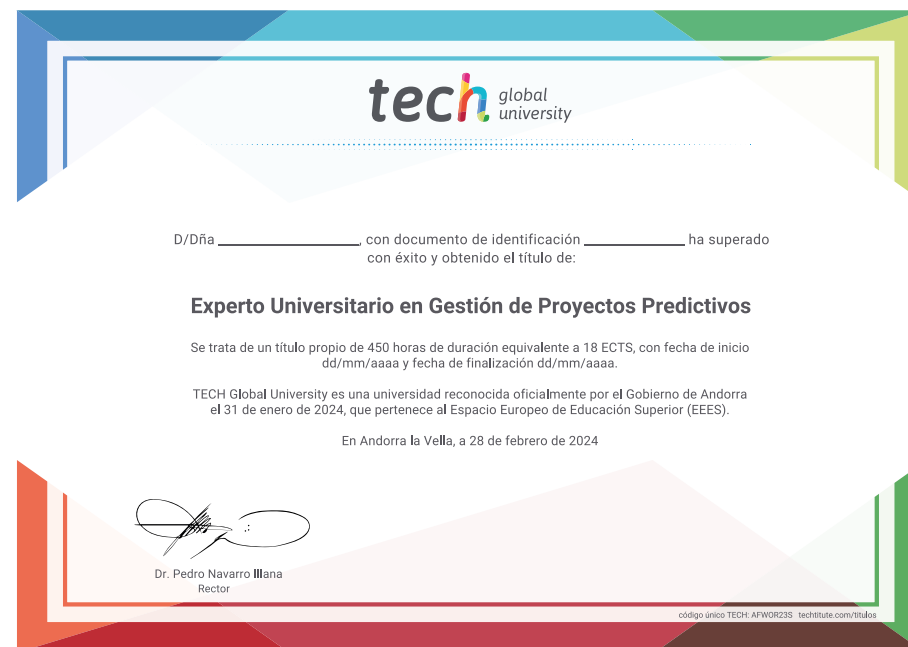 tech global university
D/Dña ____________________, con documento de identificación ______________ ha superado
con éxito y obtenido el título de:
Experto Universitario en Gestión de Proyectos Predictivos
Se trata de un título propio de 450 horas de duración equivalente a 18 ECTS, con fecha de inicio
dd/mm/aaaa y fecha de finalización dd/mm/aaaa.
TECH Global University es una universidad reconocida oficialmente por el Gobierno de Andorra
el 31 de enero de 2024, que pertenece al Espacio Europeo de Educación Superior (EEES).
En Andorra la Vella, a 28 de febrero de 2024
Dr. Pedro Navarro Illana
Rector
código único TECH: AFWOR23S techtitute.com/titulos